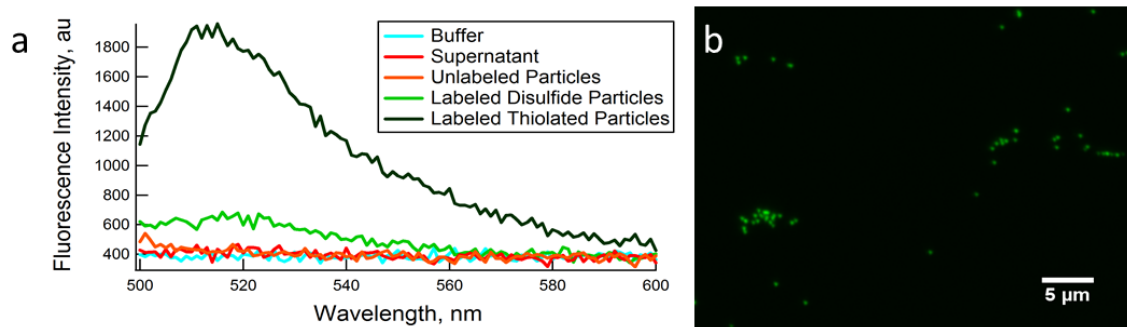 a
Fluorescence Intensity, au
1800
1600
1400
1200
1000
800
600
400
500
520
540
560
580
600
Wavelength, nm
Buffer
Supernatant
Unlabeled Particles
Labeled Disulfide Particles
Labeled Thiolated Particles
b
5 μm